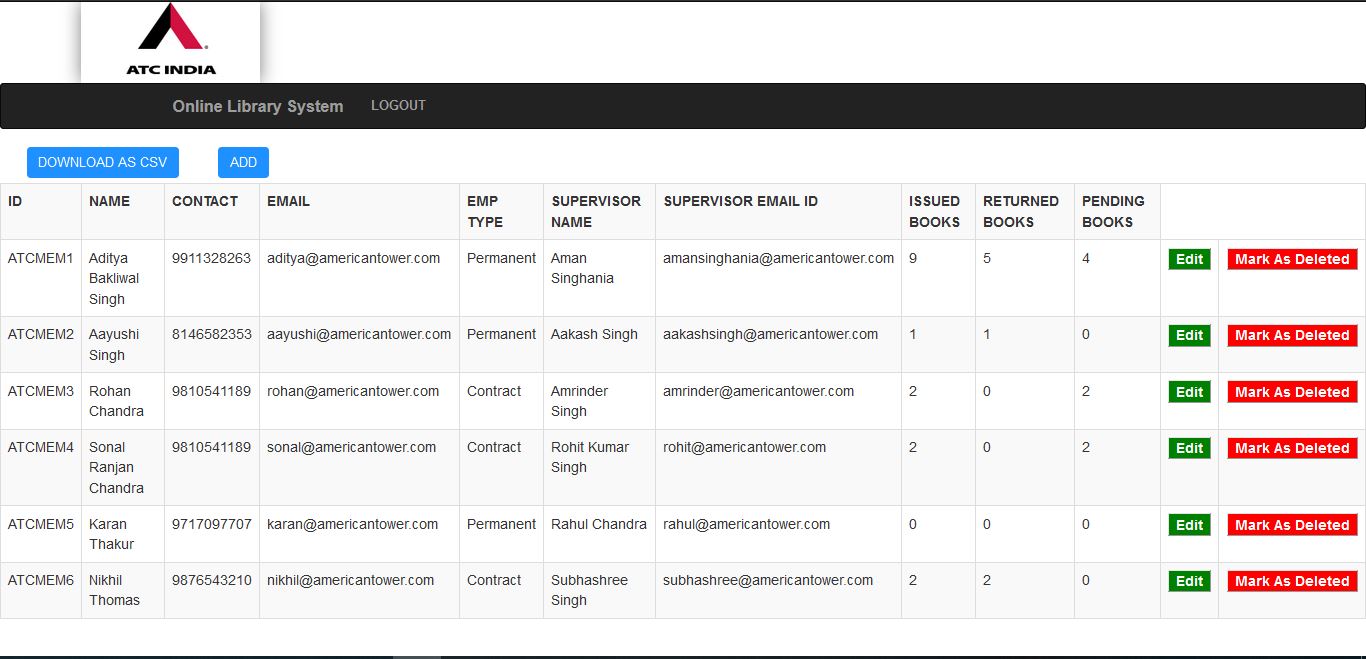 ATC INDIA
Online Library System LOGOUT
DOWNLOAD AS CSV ADD
ID NAME CONTACT EMAIL EMP TYPE SUPERVISOR NAME SUPERVISOR EMAIL ID ISSUED BOOKS RETURNED BOOKS PENDING BOOKS
ATCMEM1 Aditya Bakliwal Singh 9911328263 aditya@americantower.com Permanent Aman Singhania amansinghania@americantower.com 9 5 4 Edit Mark As Deleted
ATCMEM2 Aayushi Singh 8146582353 aayushi@americantower.com Permanent Aakash Singh aakashsingh@americantower.com 1 1 0 Edit Mark As Deleted
ATCMEM3 Rohan Chandra 9810541189 rohan@americantower.com Contract Amrinder Singh amrinder@americantower.com 2 0 2 Edit Mark As Deleted
ATCMEM4 Sonal Ranjan Chandra 9810541189 sonal@americantower.com Contract Rohit Kumar Singh rohit@americantower.com 2 0 2 Edit Mark As Deleted
ATCMEM5 Karan Thakur 9717097707 karan@americantower.com Permanent Rahul Chandra rahul@americantower.com 0 0 0 Edit Mark As Deleted
ATCMEM6 Nikhil Thomas 9876543210 nikhil@americantower.com Contract Subhashree Singh subhashree@americantower.com 2 2 0 Edit Mark As Deleted